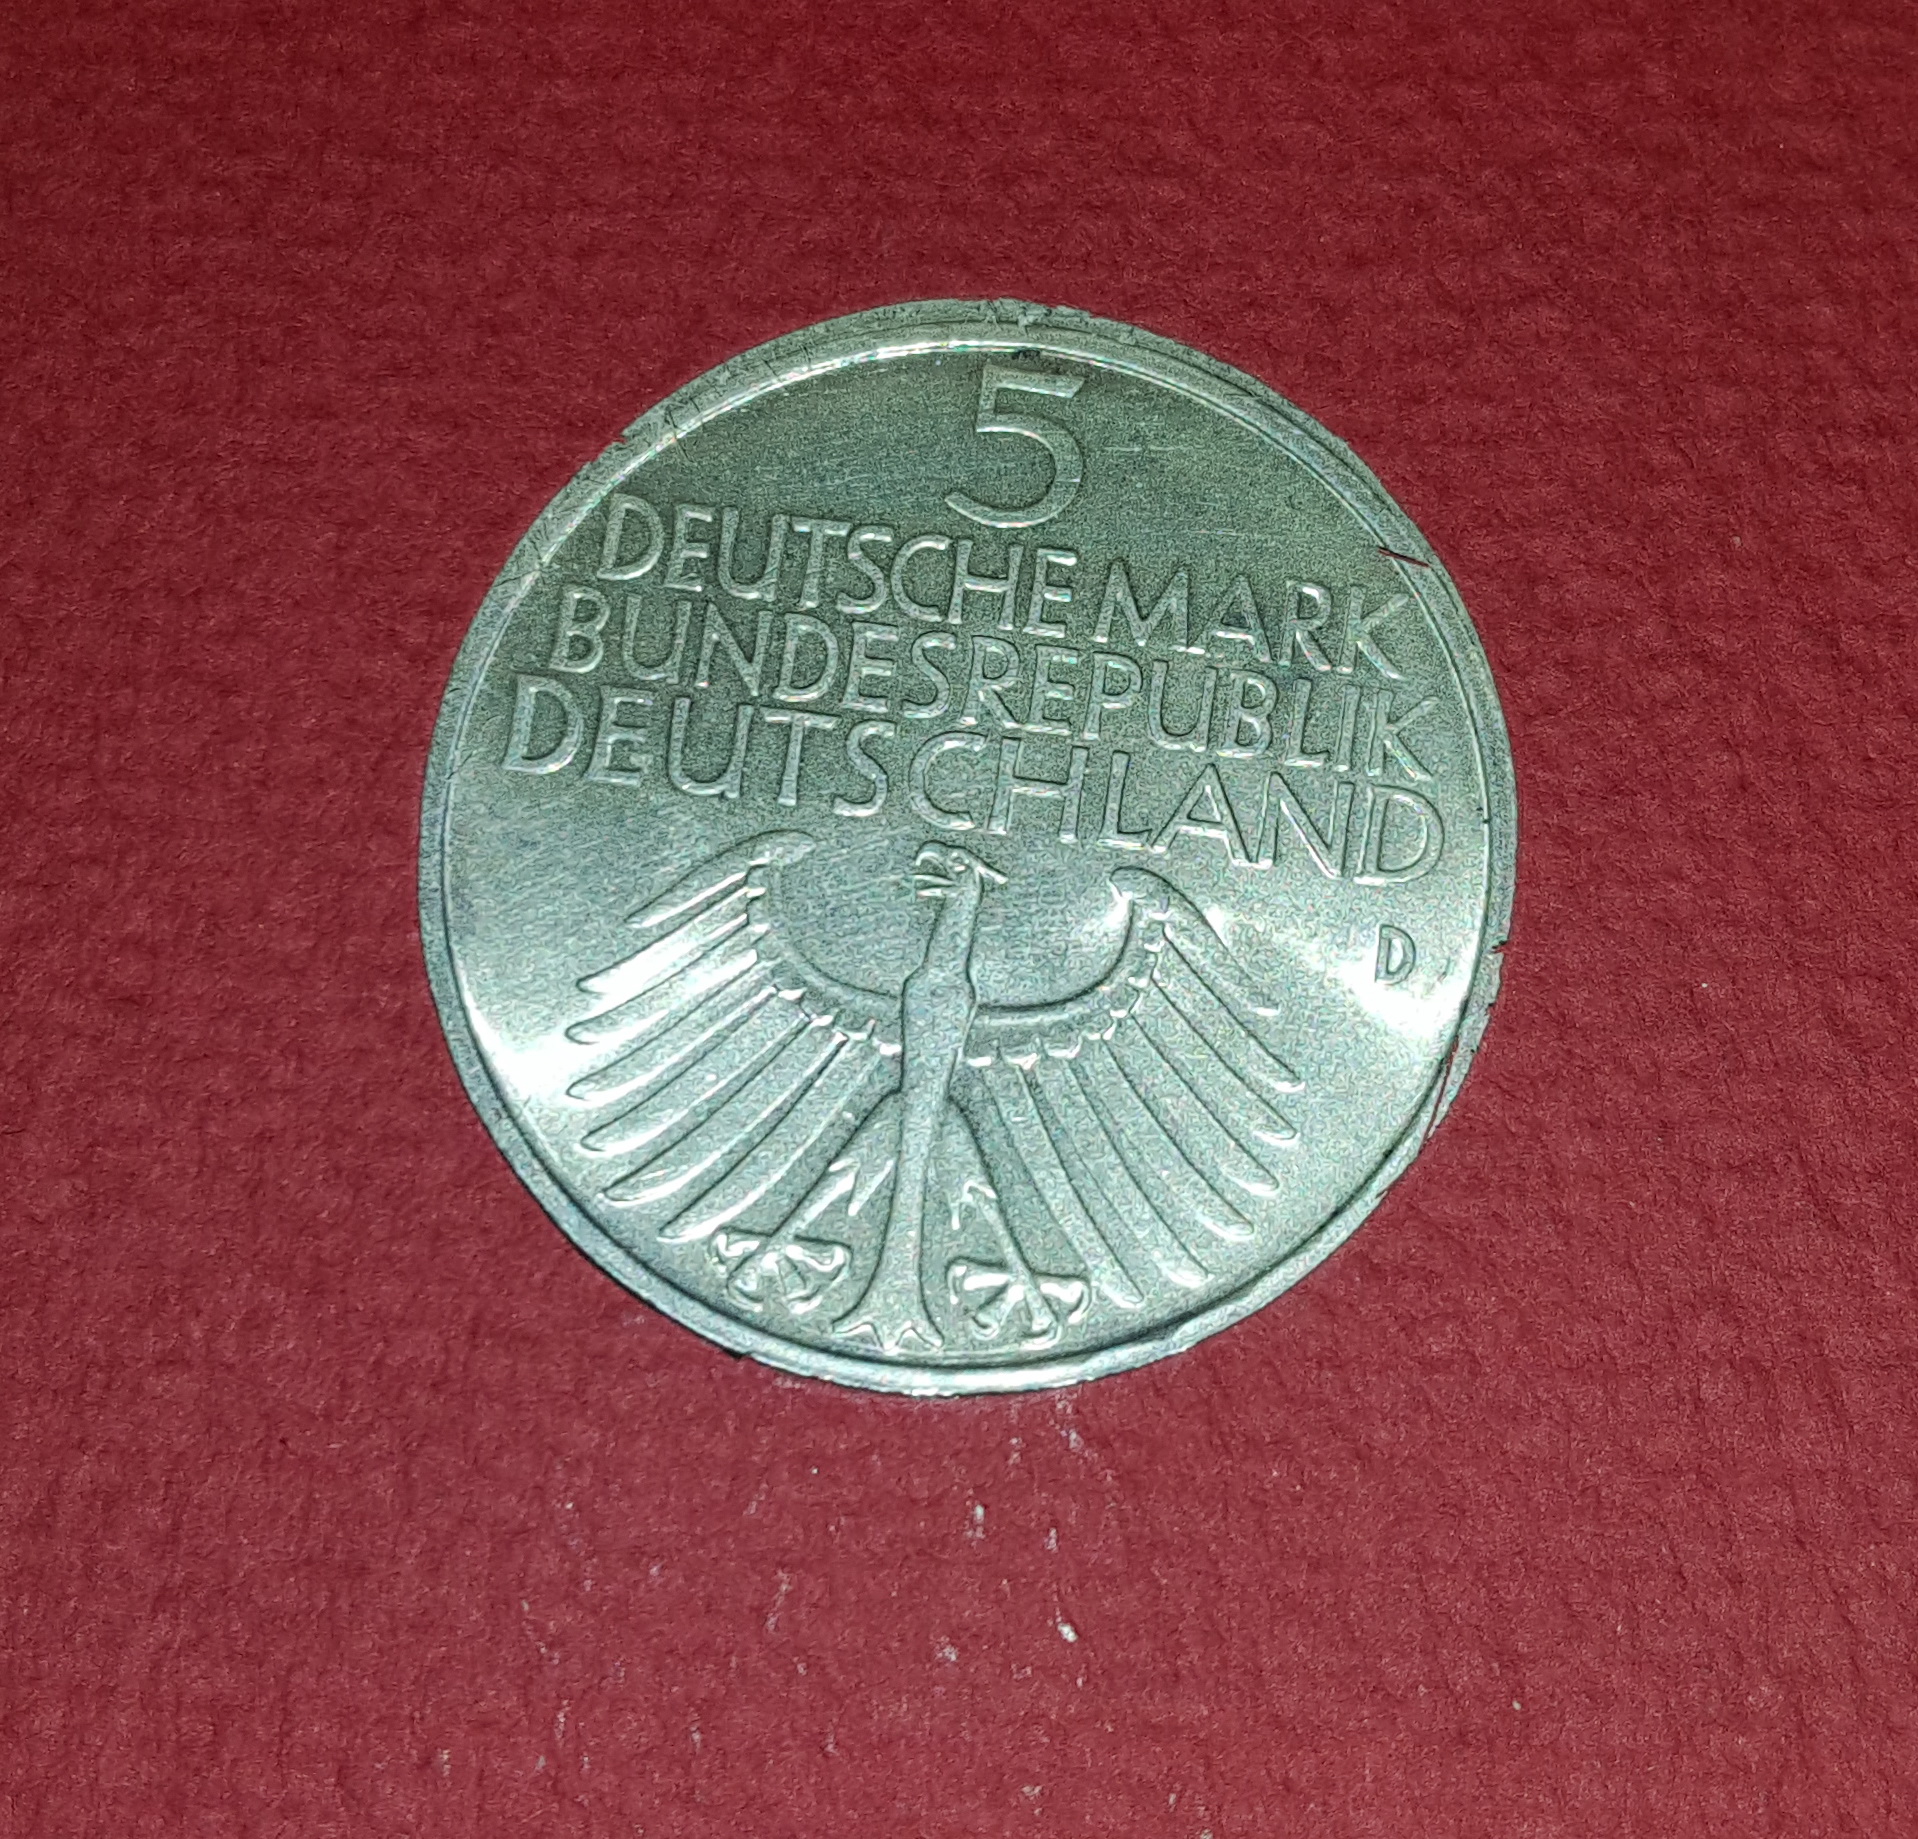 5
DEUTSCHE MARK
BUNDESREPUBLIK
DEUTSCHLAND
D